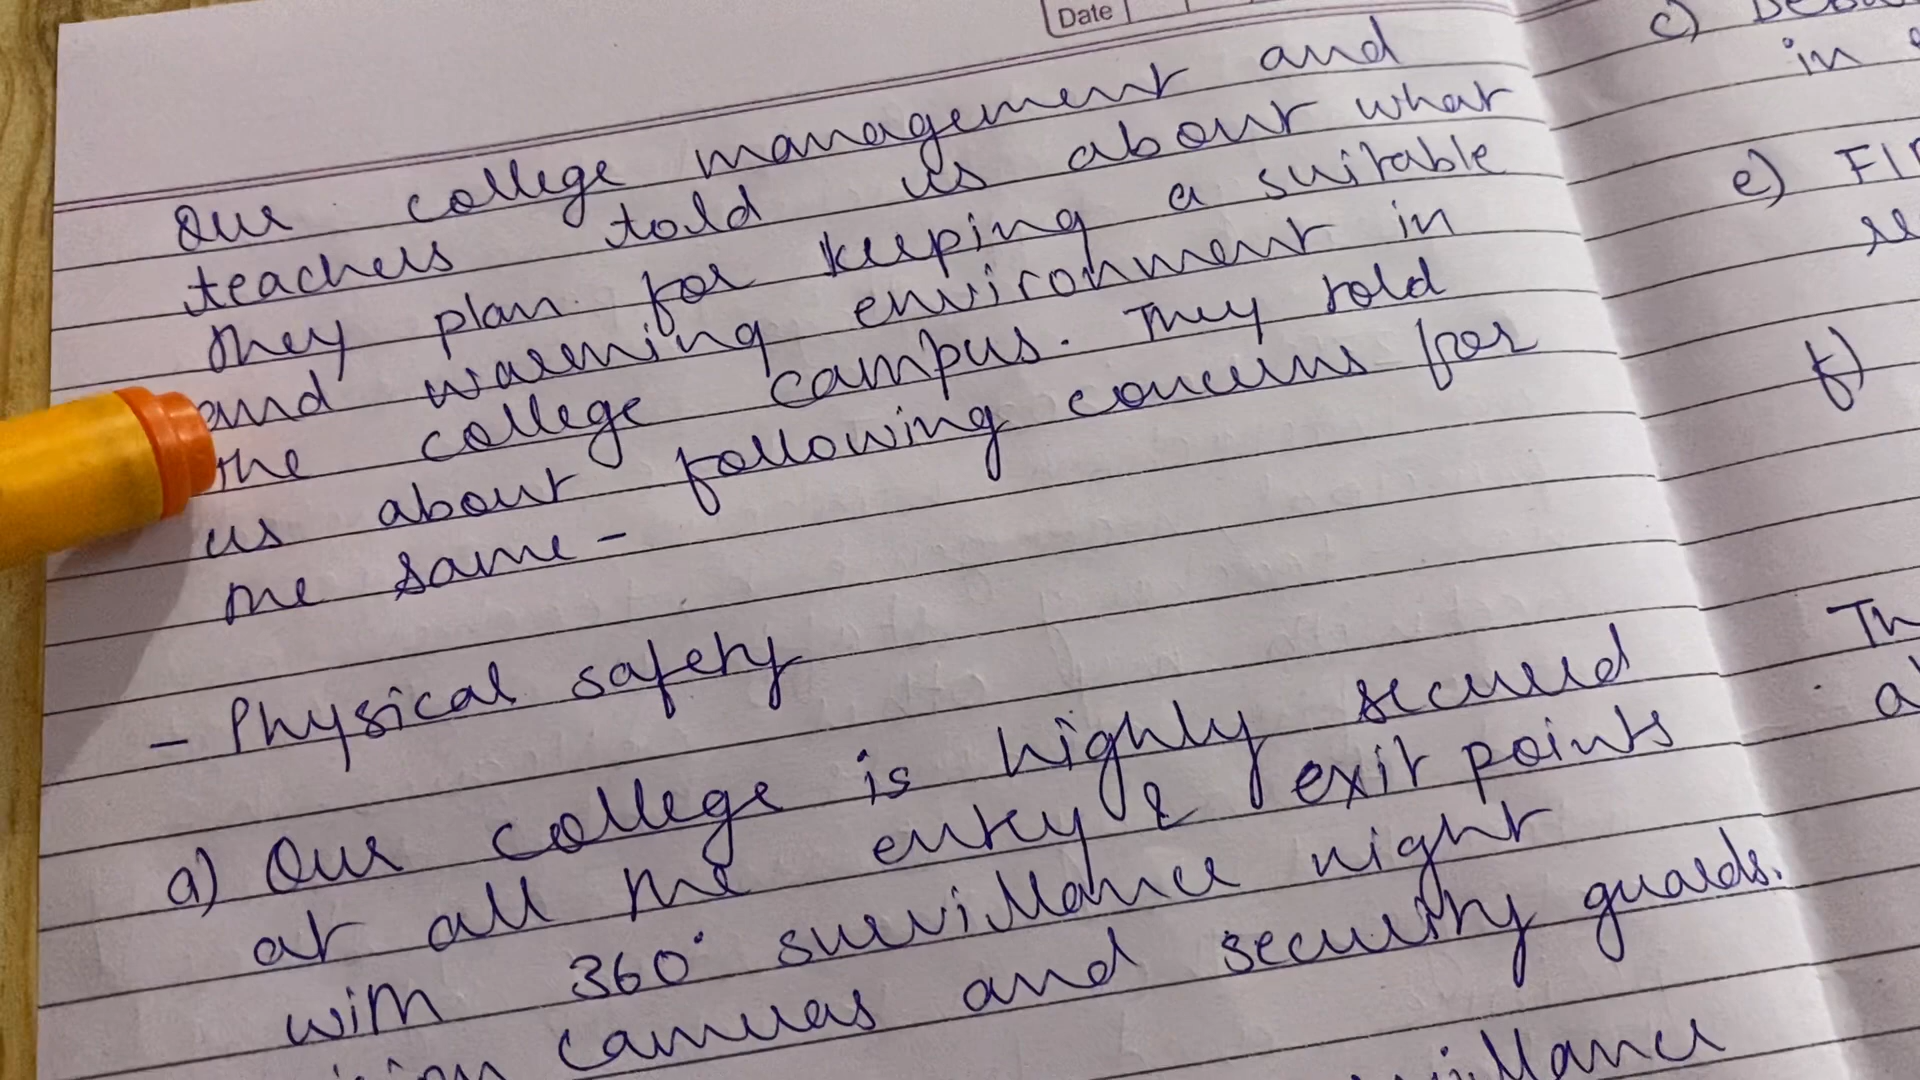 Date
Our college management and
teachers told us about what
they plan for keeping a suitable
and warming environment in
the college campus. They told
us about following concerns for
the same -
- Physical safety
a) Our college is highly secured
at all the entry & exit points
with 360° survillance night
cameras and security guards.
survillance
c)
in
e)
f)
Th
a